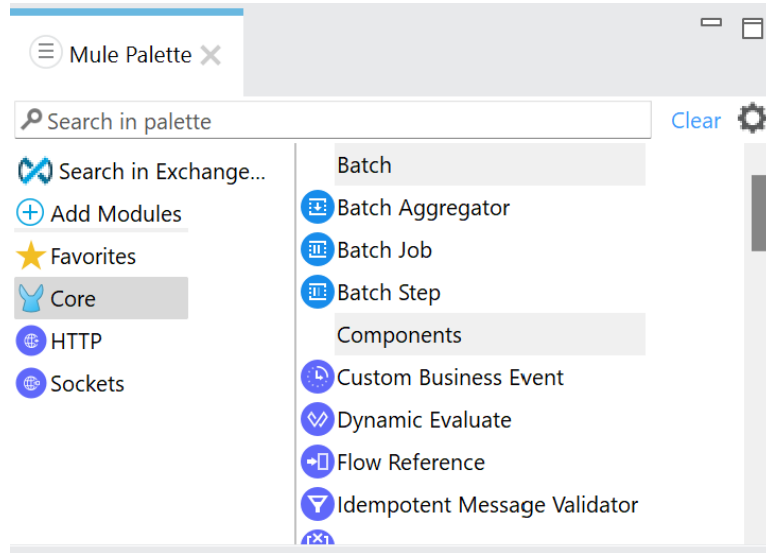 Mule Palette
Search in palette
Clear
Search in Exchange...
Add Modules
Favorites
Core
HTTP
Sockets
Batch
Batch Aggregator
Batch Job
Batch Step
Components
Custom Business Event
Dynamic Evaluate
Flow Reference
Idempotent Message Validator